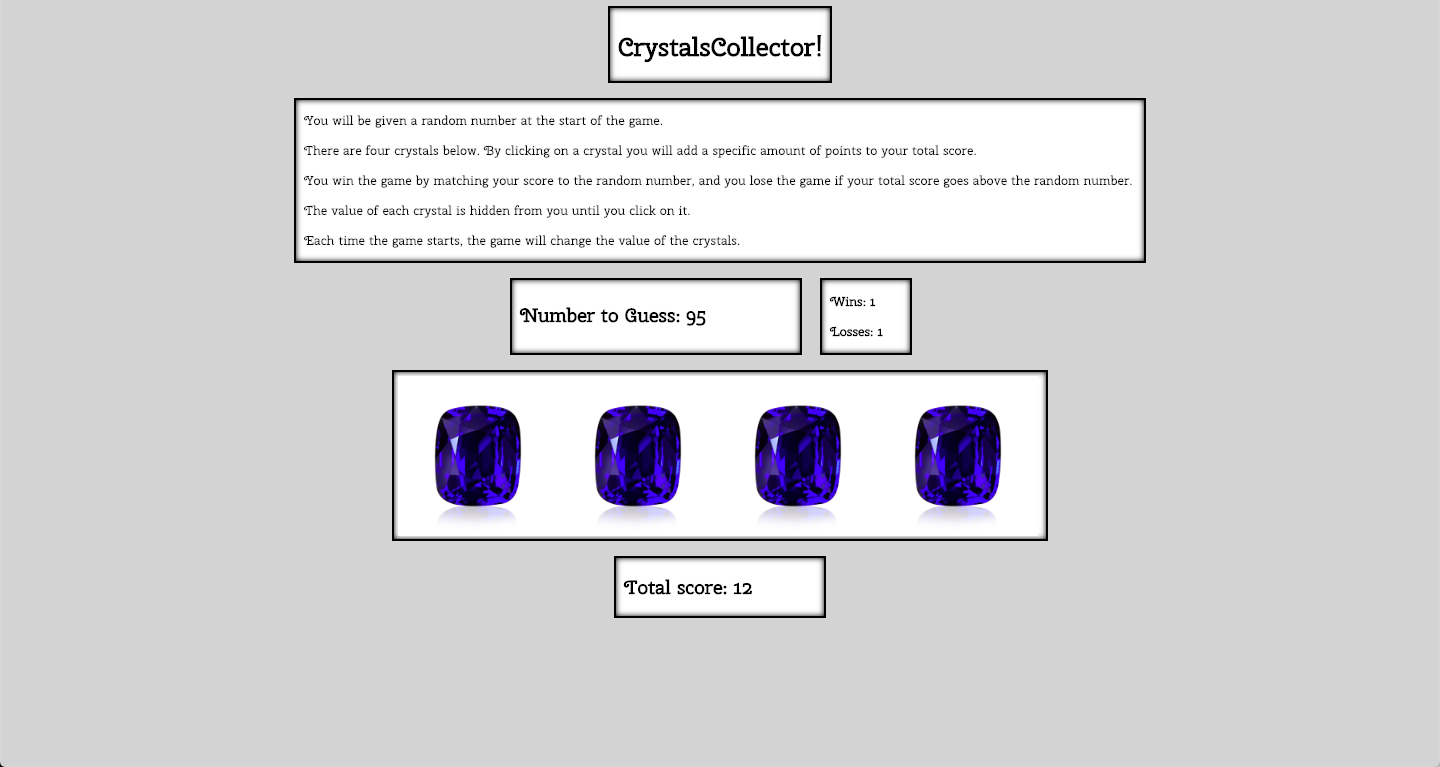 CrystalsCollector!
You will be given a random number at the start of the game.
There are four crystals below. By clicking on a crystal you will add a specific amount of points to your total score.
You win the game by matching your score to the random number, and you lose the game if your total score goes above the random number.
The value of each crystal is hidden from you until you click on it.
Each time the game starts, the game will change the value of the crystals.
Number to Guess: 95
Wins: 1
Losses: 1
Total score: 12